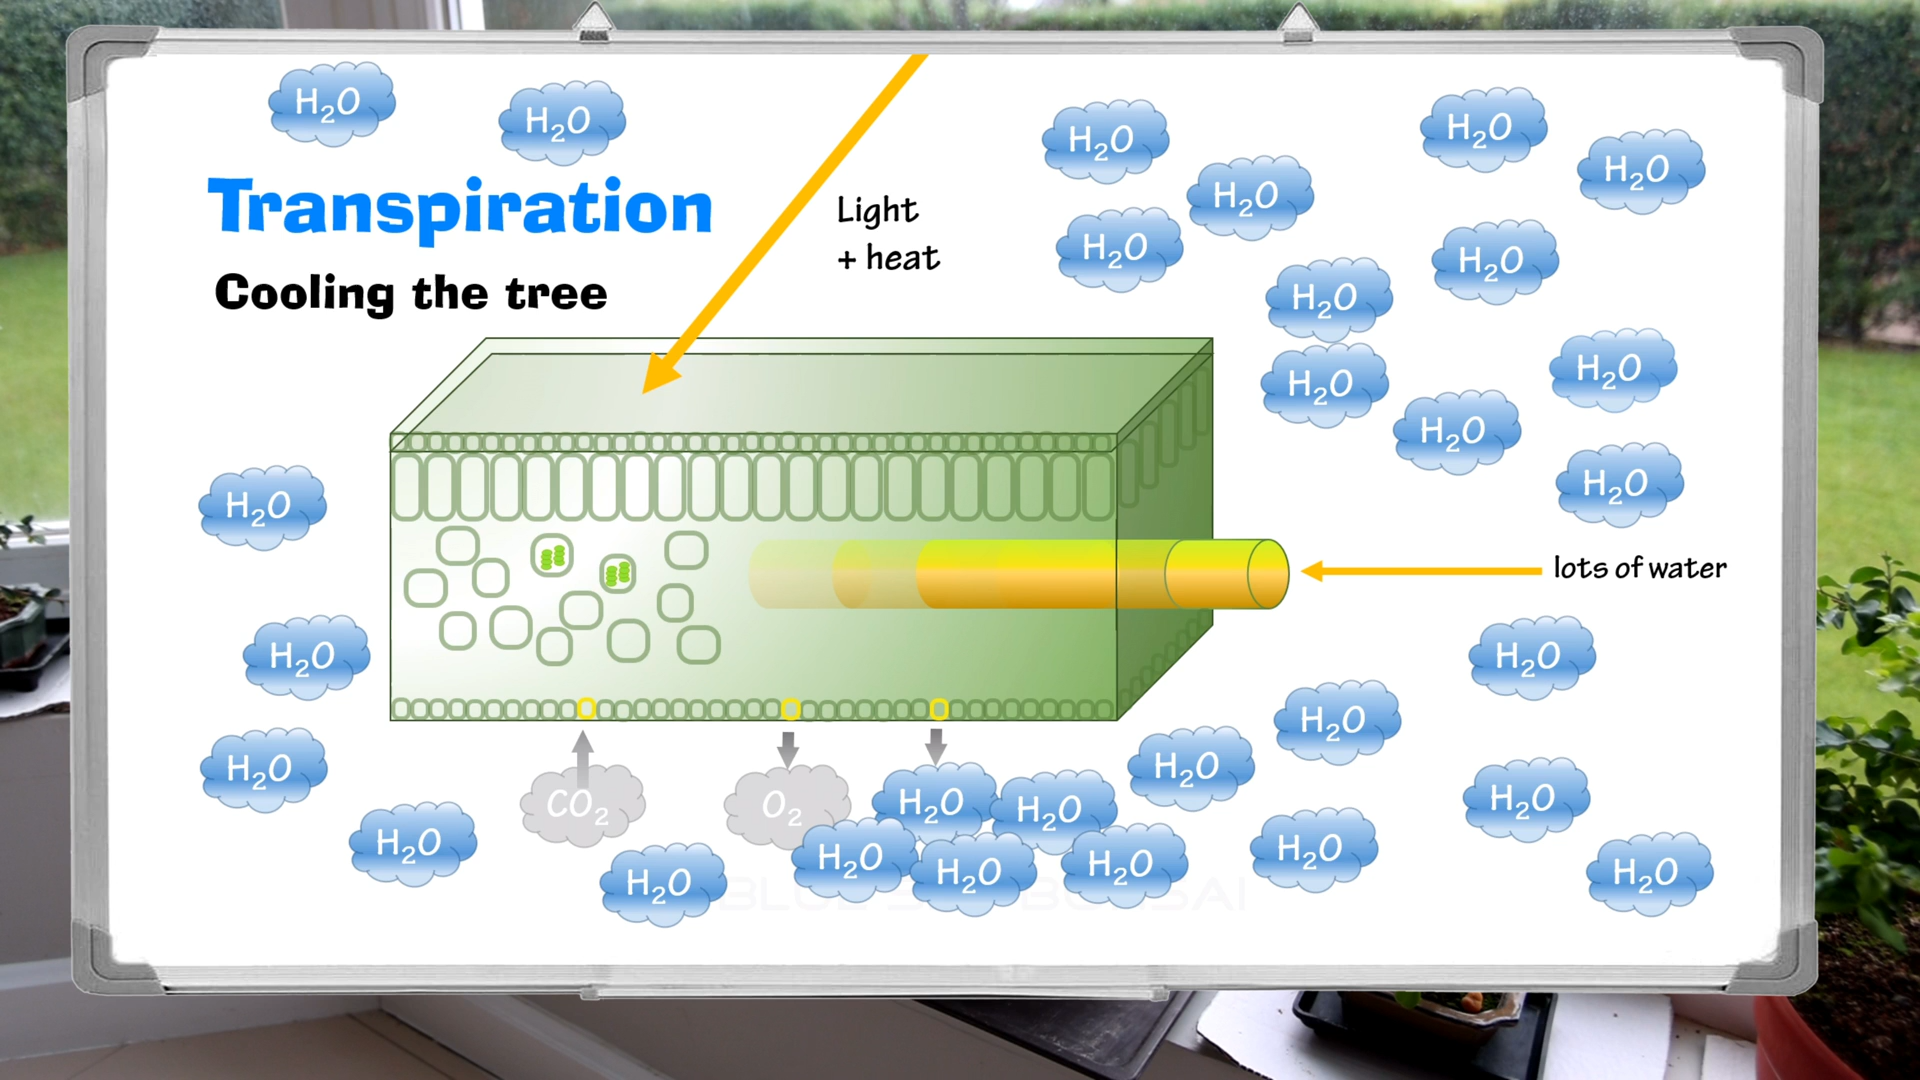 H₂O
H₂O
H₂O
H₂O
H₂O
H₂O
Transpiration
Light
+ heat
H₂O
H₂O
Cooling the tree
H₂O
H₂O
H₂O
H₂O
H₂O
H₂O
lots of water
H₂O
H₂O
H₂O
H₂O
H₂O
CO₂
O₂
H₂O
H₂O
H₂O
H₂O
H₂O
H₂O
H₂O
H₂O
H₂O
H₂O
BLUE